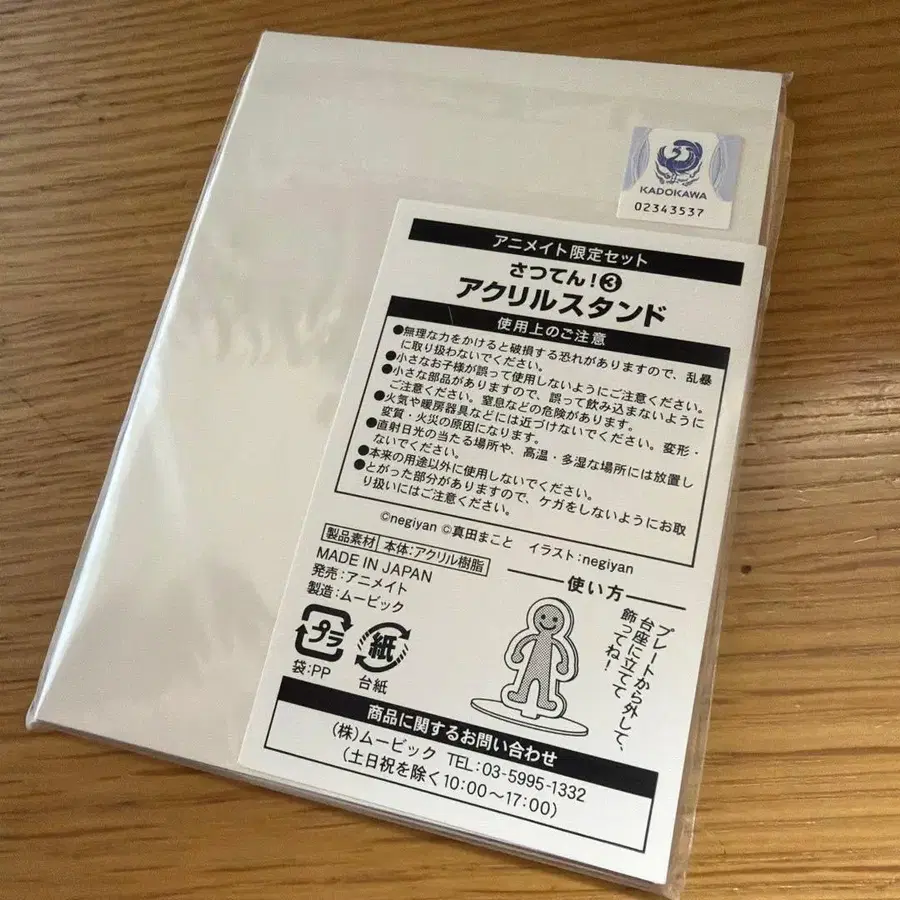 KADOKAWA
02343537
アニメイト限定セット
さつてん!❸
アクリルスタンド
使用上のご注意
●無理な力をかけると破損する恐れがありますので、乱暴
に取り扱わないでください。
●小さなお子様が誤って使用しないようにご注意ください。
●小さな部品がありますので、誤って飲み込まないように
ご注意ください。窒息などの危険があります。
●火気や暖房器具などには近づけないでください。変形・
変質・火災の原因になります。
●直射日光の当たる場所や、高温・多湿な場所には放置し
ないでください。
●本来の用途以外に使用しないでください。
●とがった部分がありますので、ケガをしないようにお取
り扱いにはご注意ください。
©negiyan ©真田まこと イラスト:negiyan
製品素材 本体:アクリル樹脂
MADE IN JAPAN
発売:アニメイト
製造:ムービック
プラ
袋:PP
紙
台紙
使い方
プレートから外して、
台座に立てて
飾ってね!
商品に関するお問い合わせ
(株)ムービック TEL:03-5995-1332
(土日祝を除く10:00〜17:00)